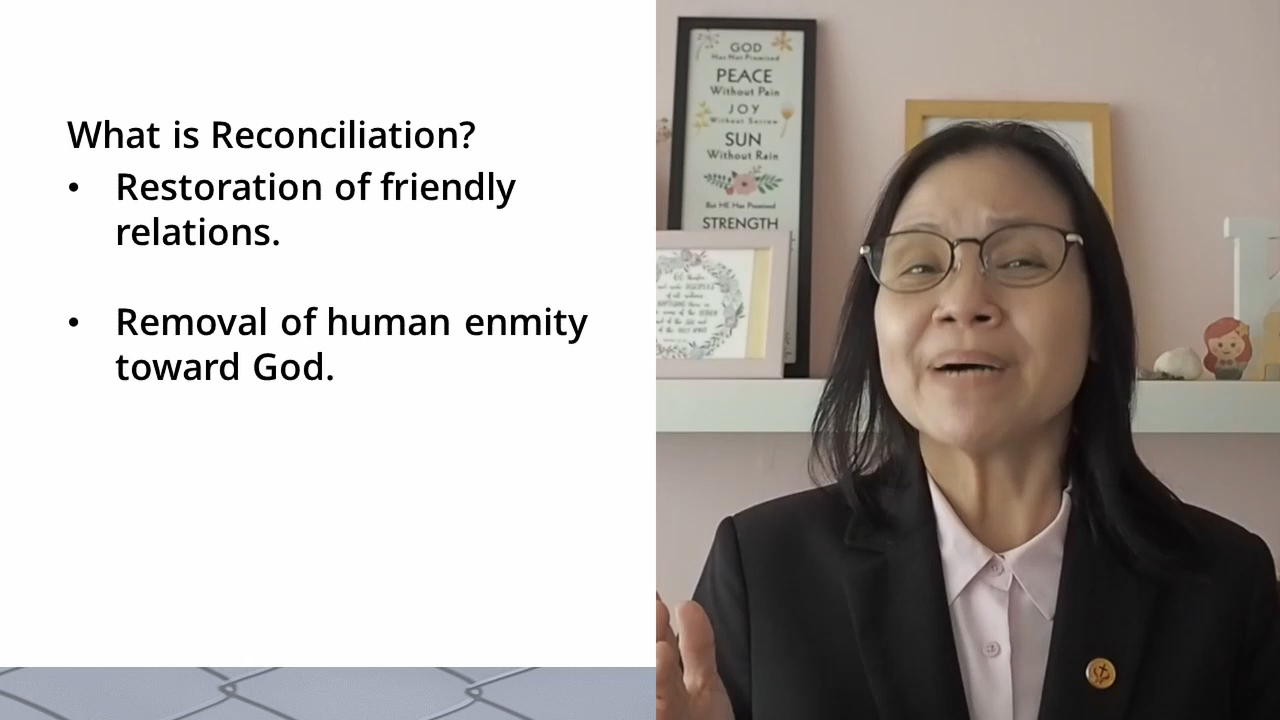 What is Reconciliation?
• Restoration of friendly
relations.
• Removal of human enmity
toward God.
GOD
Has Not Promised
PEACE
Without Pain
JOY
Without Sorrow
SUN
Without Rain
But HE Has Promised
STRENGTH